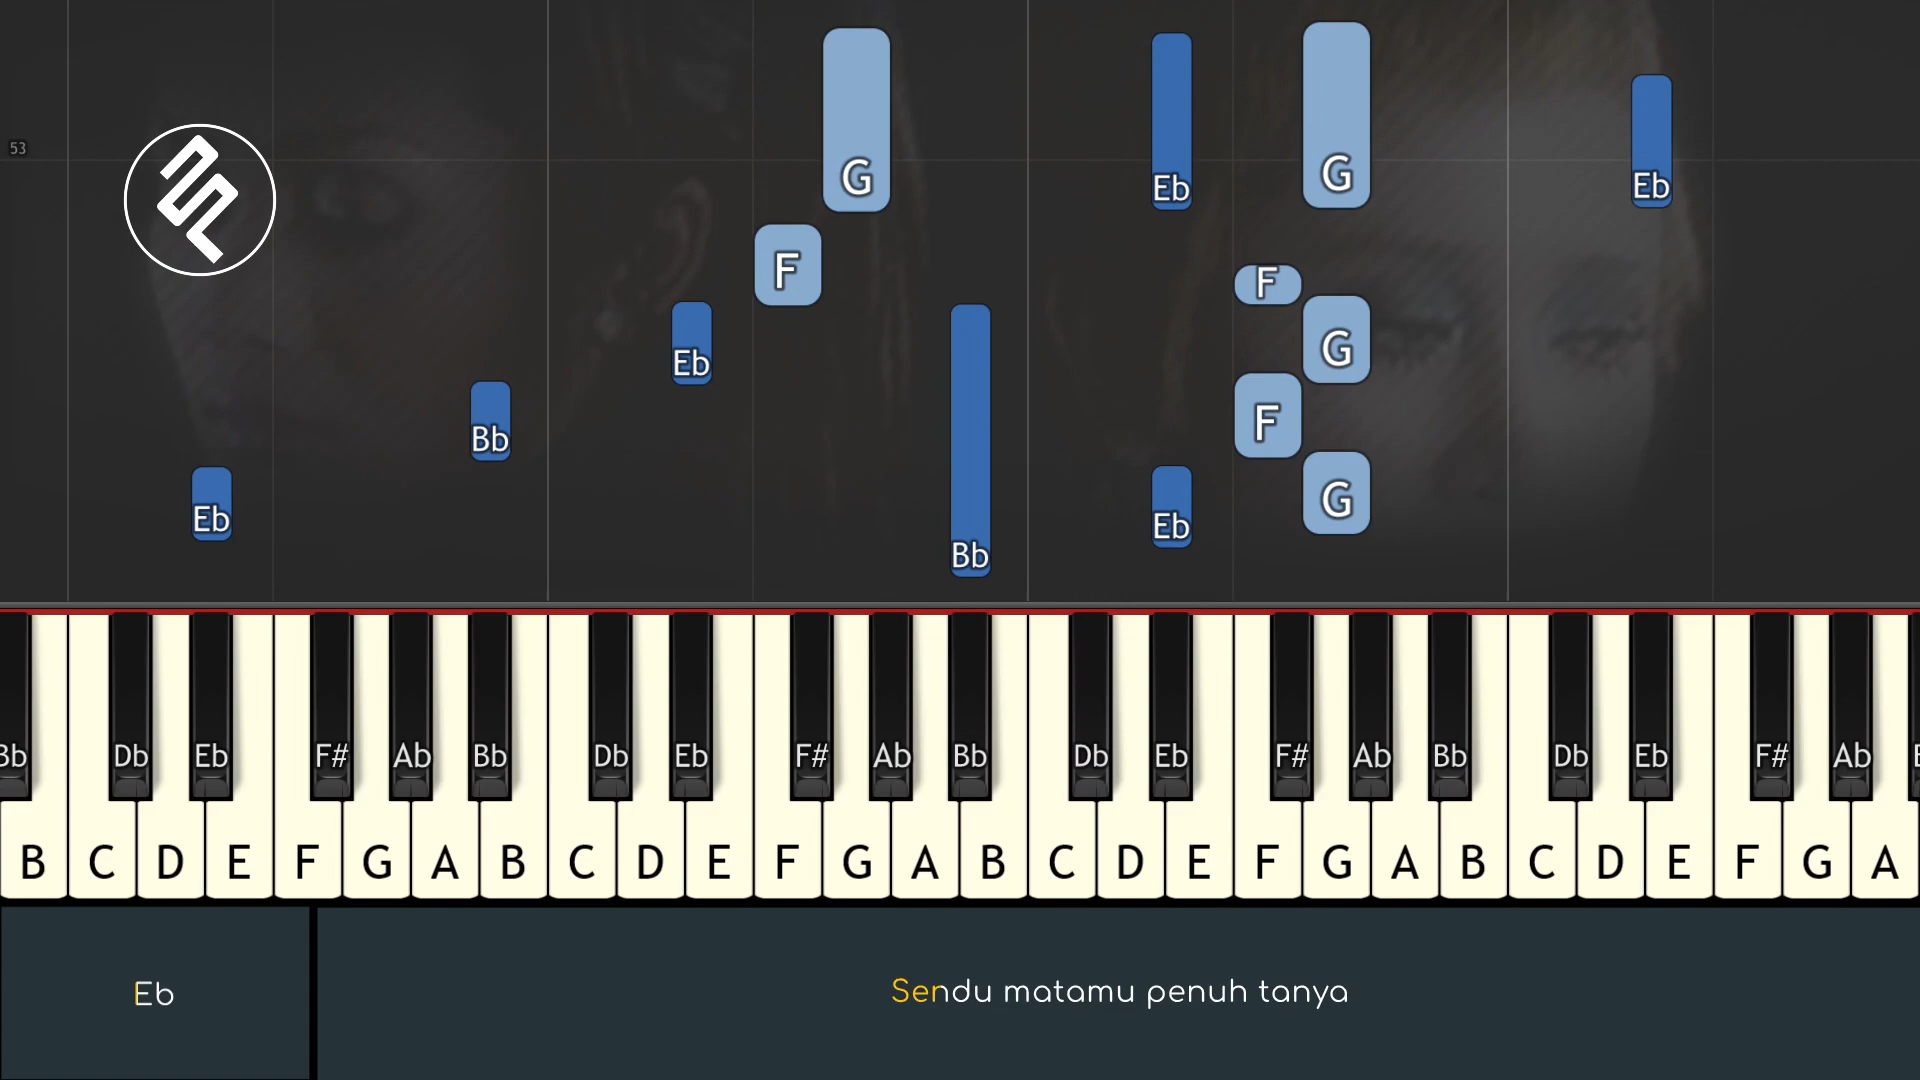 53
G
Eb
G
Eb
F
F
Eb
G
Bb
F
Eb
G
Eb
Bb
Bb Db Eb F# Ab Bb Db Eb F# Ab Bb Db Eb F# Ab Bb Db Eb F# Ab
B C D E F G A B C D E F G A B C D E F G A B C D E F G A
Eb
Sendu matamu penuh tanya